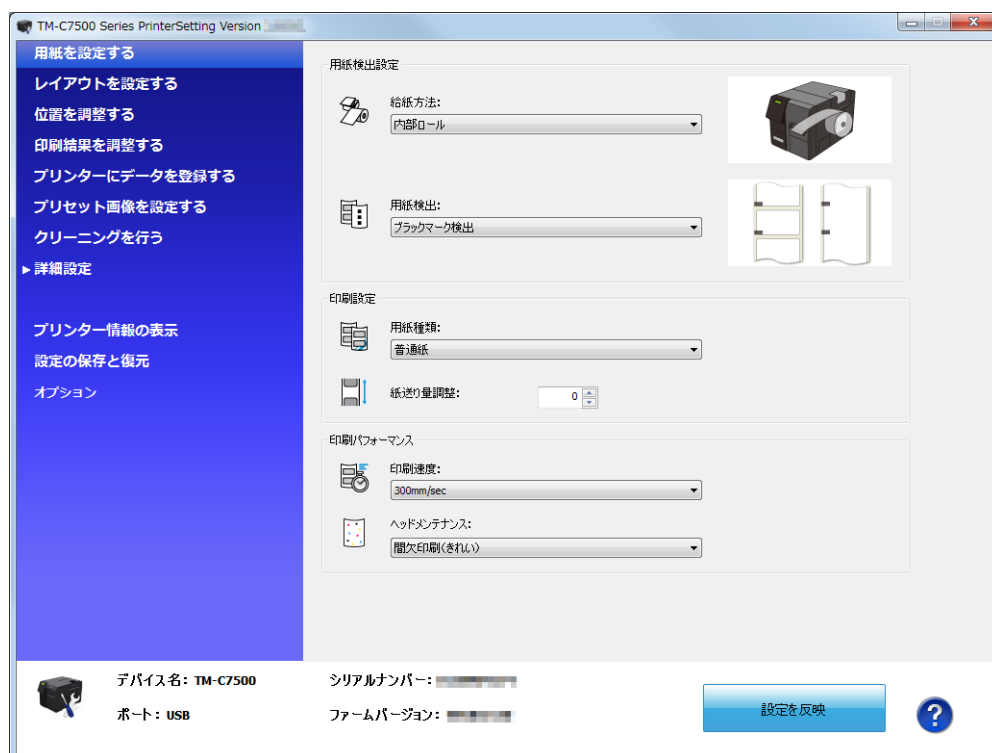 TM-C7500 Series PrinterSetting Version
用紙を設定する
レイアウトを設定する
位置を調整する
印刷結果を調整する
プリンターにデータを登録する
プリセット画像を設定する
クリーニングを行う
詳細設定
プリンター情報の表示
設定の保存と復元
オプション
用紙検出設定
給紙方法:
内部ロール
用紙検出:
ブラックマーク検出
印刷設定
用紙種類:
普通紙
紙送り量調整:
0
印刷パフォーマンス
印刷速度:
300mm/sec
ヘッドメンテナンス:
間欠印刷(きれい)
デバイス名: TM-C7500
ポート: USB
シリアルナンバー:
ファームバージョン:
設定を反映
?